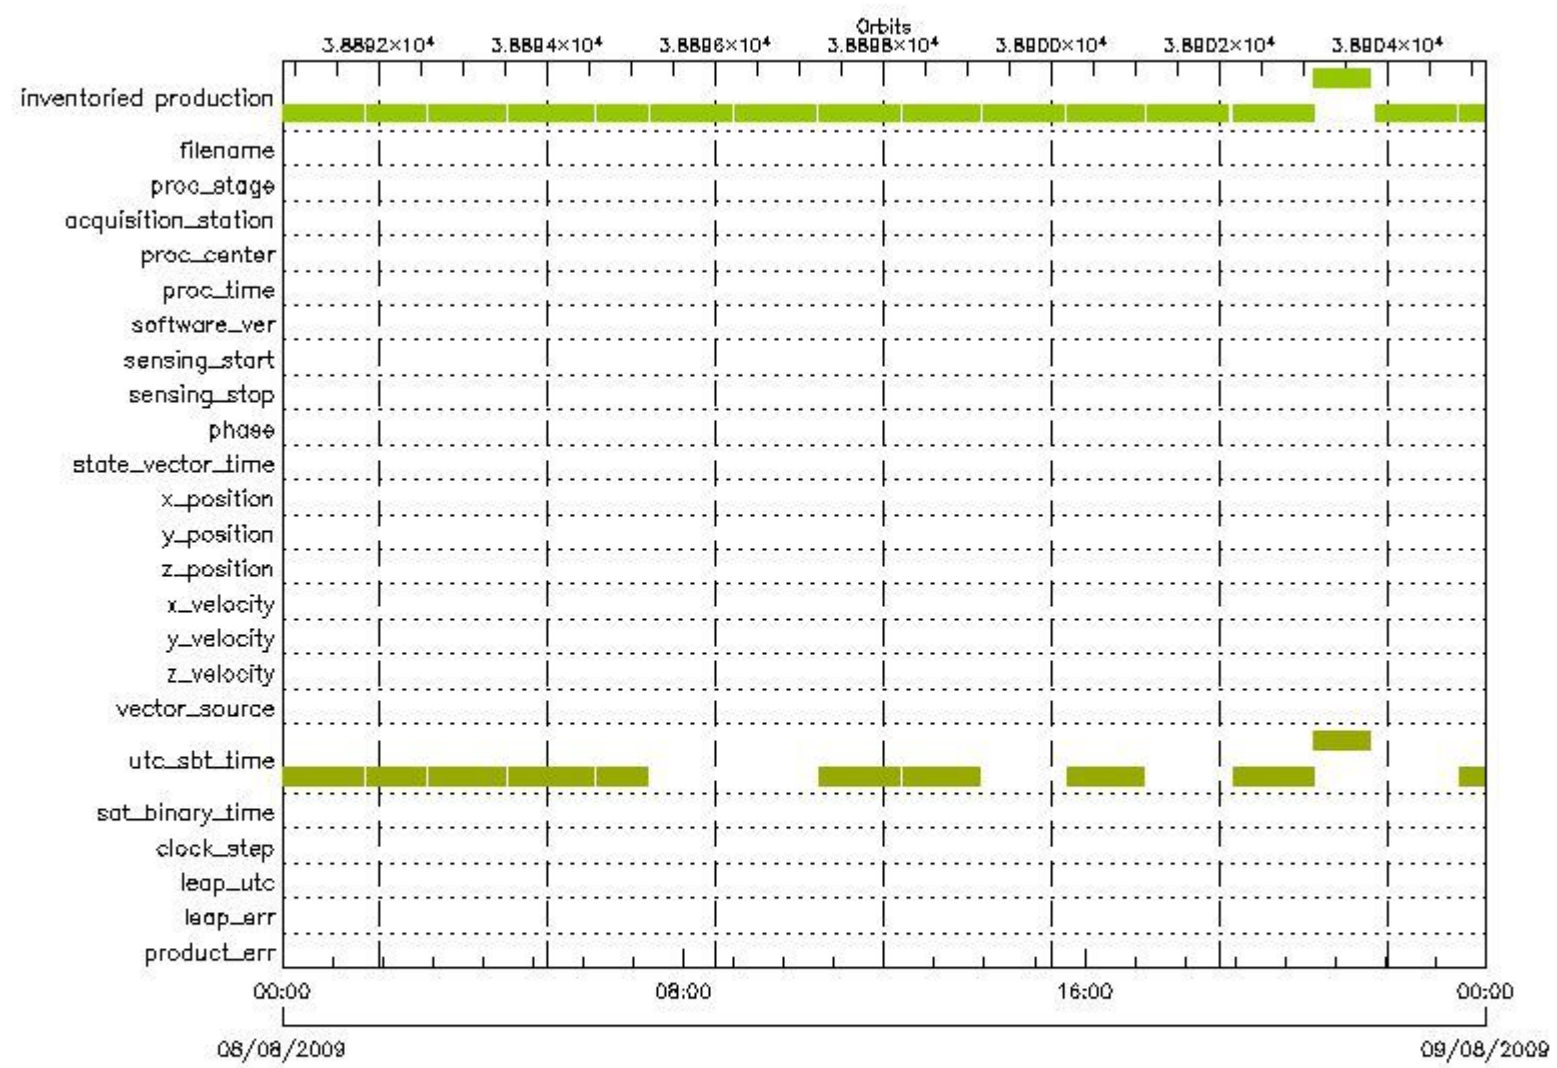 Orbits
3.8892×10⁴ 3.8894×10⁴ 3.8896×10⁴ 3.8898×10⁴ 3.8900×10⁴ 3.8902×10⁴ 3.8904×10⁴
inventoried production
filename
proc_stage
acquisition_station
proc_center
proc_time
software_ver
sensing_start
sensing_stop
phase
state_vector_time
x_position
y_position
z_position
x_velocity
y_velocity
z_velocity
vector_source
utc_sbt_time
sat_binary_time
clock_step
leap_utc
leap_err
product_err
00:00 08:00 16:00 00:00
08/08/2009 09/08/2009